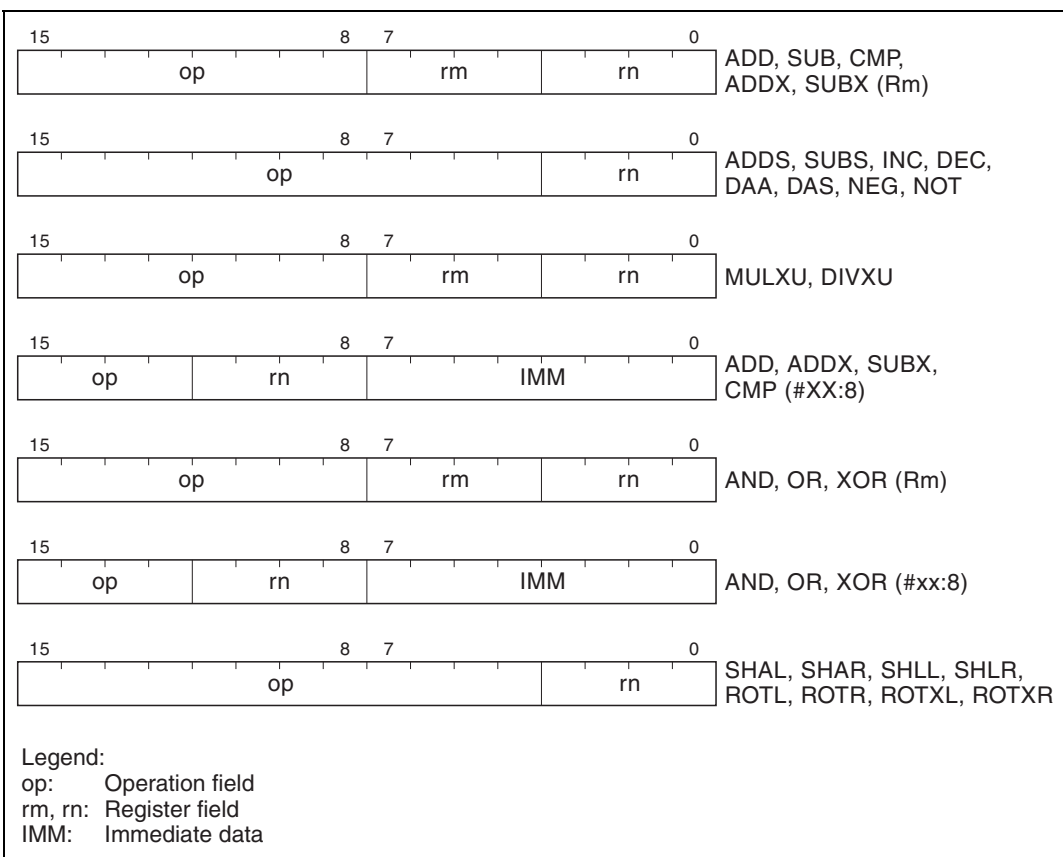 15 8 7 0
op rm rn
ADD, SUB, CMP,
ADDX, SUBX (Rm)
15 8 7 0
op rn
ADDS, SUBS, INC, DEC,
DAA, DAS, NEG, NOT
15 8 7 0
op rm rn
MULXU, DIVXU
15 8 7 0
op rn IMM
ADD, ADDX, SUBX,
CMP (#XX:8)
15 8 7 0
op rm rn
AND, OR, XOR (Rm)
15 8 7 0
op rn IMM
AND, OR, XOR (#xx:8)
15 8 7 0
op rn
SHAL, SHAR, SHLL, SHLR,
ROTL, ROTR, ROTXL, ROTXR
Legend:
op: Operation field
rm, rn: Register field
IMM: Immediate data